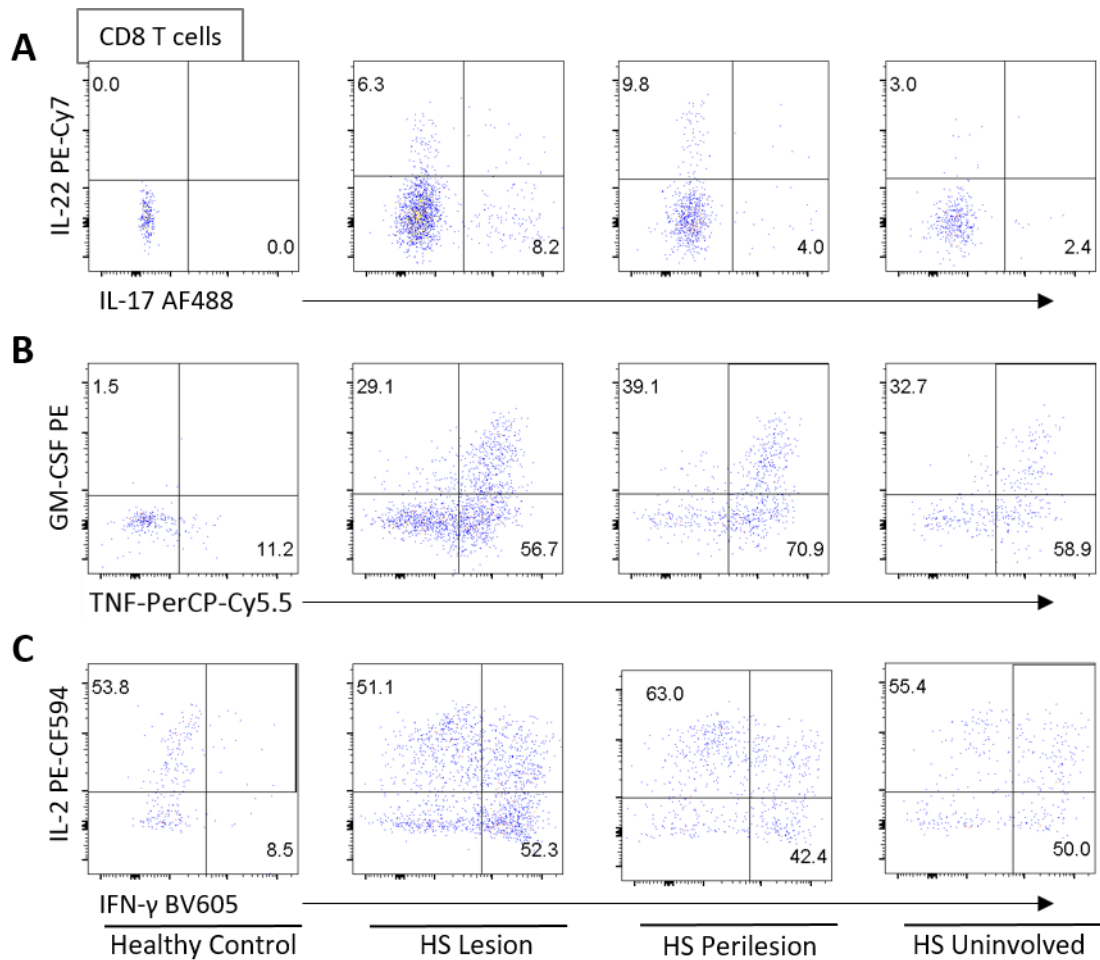 CD8 T cells
A
0.0
6.3
9.8
3.0
IL-22 PE-Cy7
0.0
8.2
4.0
2.4
IL-17 AF488
B
1.5
29.1
39.1
32.7
GM-CSF PE
11.2
56.7
70.9
58.9
TNF-PerCP-Cy5.5
C
53.8
51.1
63.0
55.4
IL-2 PE-CF594
8.5
52.3
42.4
50.0
IFN-γ BV605
Healthy Control
HS Lesion
HS Perilesion
HS Uninvolved